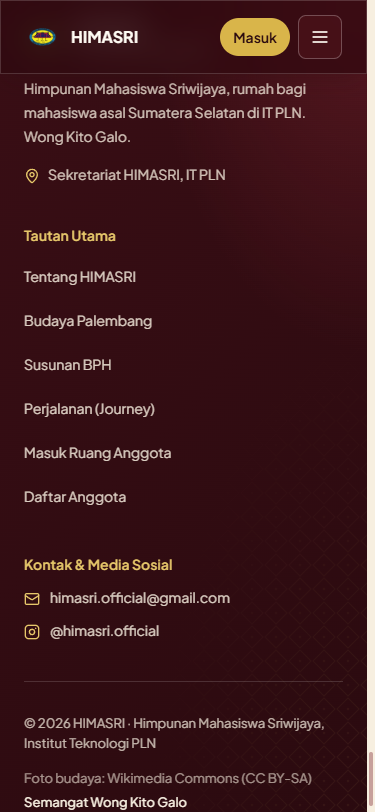 HIMASRI
Masuk
Himpunan Mahasiswa Sriwijaya, rumah bagi
mahasiswa asal Sumatera Selatan di IT PLN.
Wong Kito Galo.
Sekretariat HIMASRI, IT PLN
Tautan Utama
Tentang HIMASRI
Budaya Palembang
Susunan BPH
Perjalanan (Journey)
Masuk Ruang Anggota
Daftar Anggota
Kontak & Media Sosial
himasri.official@gmail.com
@himasri.official
© 2026 HIMASRI · Himpunan Mahasiswa Sriwijaya,
Institut Teknologi PLN
Foto budaya: Wikimedia Commons (CC BY-SA)
Semangat Wong Kito Galo